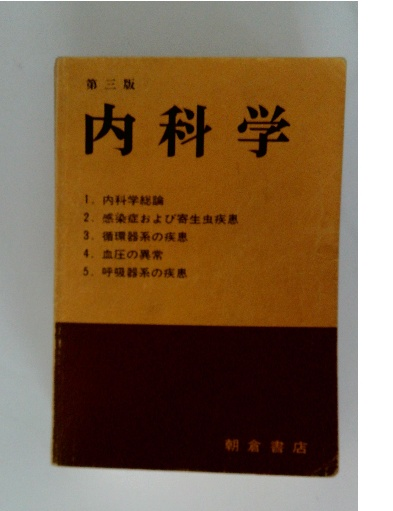 第三版
内科学
1. 内科学総論
2. 感染症および寄生虫疾患
3. 循環器系の疾患
4. 血圧の異常
5. 呼吸器系の疾患
朝倉書店